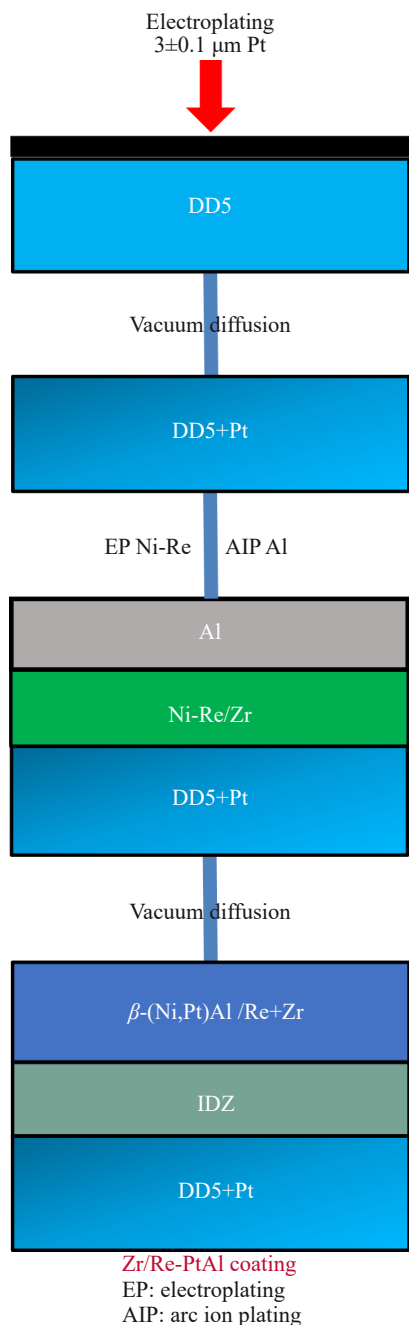 Electroplating
3±0.1 μm Pt
DD5
Vacuum diffusion
DD5+Pt
EP Ni-Re AIP Al
Al
Ni-Re/Zr
DD5+Pt
Vacuum diffusion
β-(Ni,Pt)Al /Re+Zr
IDZ
DD5+Pt
Zr/Re-PtAl coating
EP: electroplating
AIP: arc ion plating